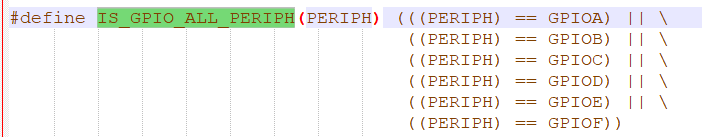 #define IS_GPIO_ALL_PERIPH(PERIPH) (((PERIPH) == GPIOA) || \
((PERIPH) == GPIOB) || \
((PERIPH) == GPIOC) || \
((PERIPH) == GPIOD) || \
((PERIPH) == GPIOE) || \
((PERIPH) == GPIOF))